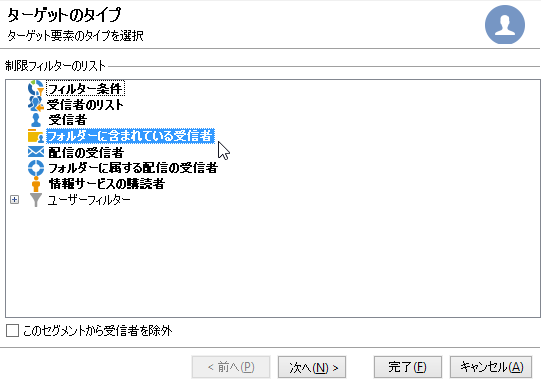 ターゲットのタイプ
ターゲット要素のタイプを選択
制限フィルターのリスト
フィルター条件
受信者のリスト
受信者
フォルダーに含まれている受信者
配信の受信者
フォルダーに属する配信の受信者
情報サービスの購読者
ユーザーフィルター
このセグメントから受信者を除外
< 前へ(P) 次へ(N) > 完了(F) キャンセル(A)